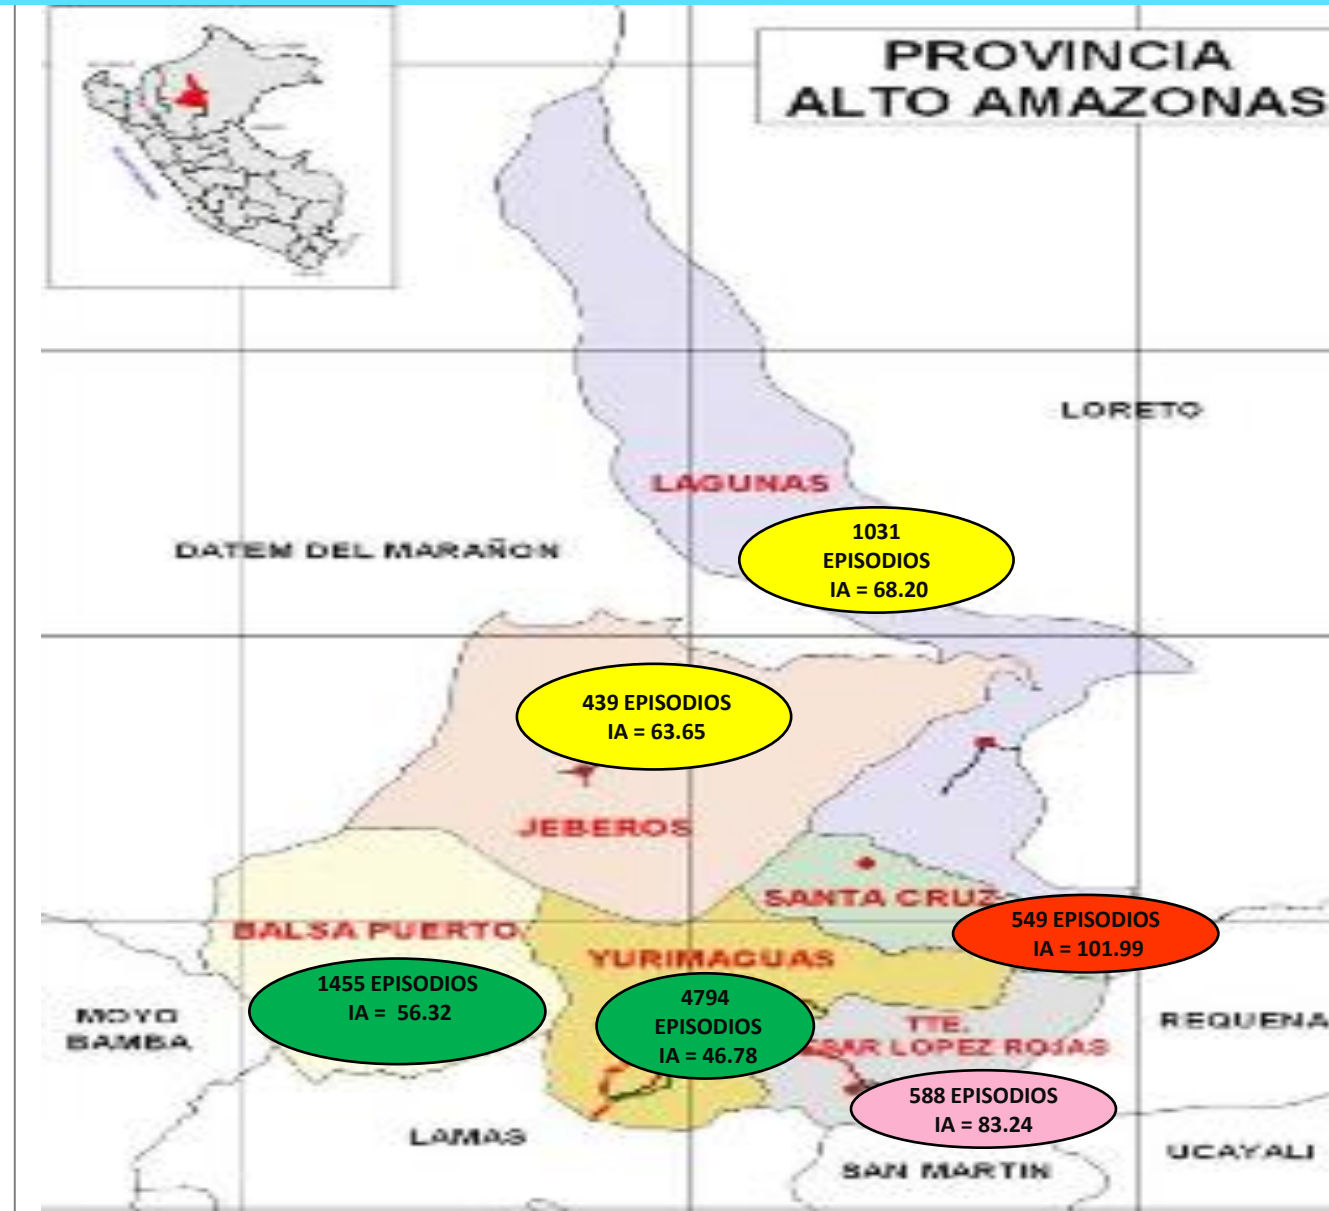 PROVINCIA
ALTO AMAZONAS
LORETO
LAGUNAS
1031
EPISODIOS
IA = 68.20
DATEM DEL MARAÑON
439 EPISODIOS
IA = 63.65
JEBEROS
SANTA CRUZ
549 EPISODIOS
IA = 101.99
BALSA PUERTO
YURIMAGUAS
1455 EPISODIOS
IA =  56.32
4794
EPISODIOS
IA = 46.78
MOYO
BAMBA
TTE.
ESAR LOPEZ ROJAS
REQUENA
588 EPISODIOS
IA = 83.24
LAMAS
SAN MARTIN
UCAYALI